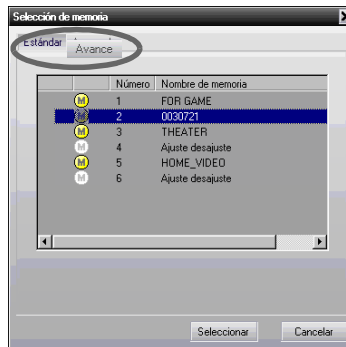 Selección de memoria
Estándar Avance
Número Nombre de memoria
M 1 FOR GAME
M 2 0030721
M 3 THEATER
M 4 Ajuste desajuste
M 5 HOME_VIDEO
M 6 Ajuste desajuste
Seleccionar Cancelar